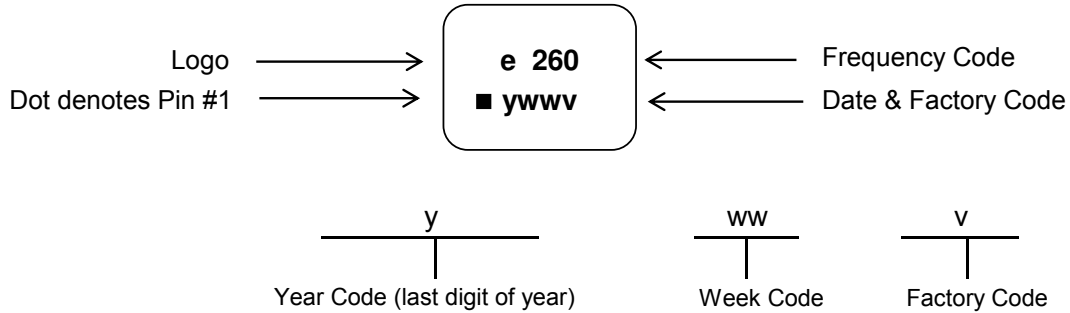 Logo
e 260
Frequency Code
Dot denotes Pin #1
■ ywwv
Date & Factory Code
y
ww
v
Year Code (last digit of year)
Week Code
Factory Code